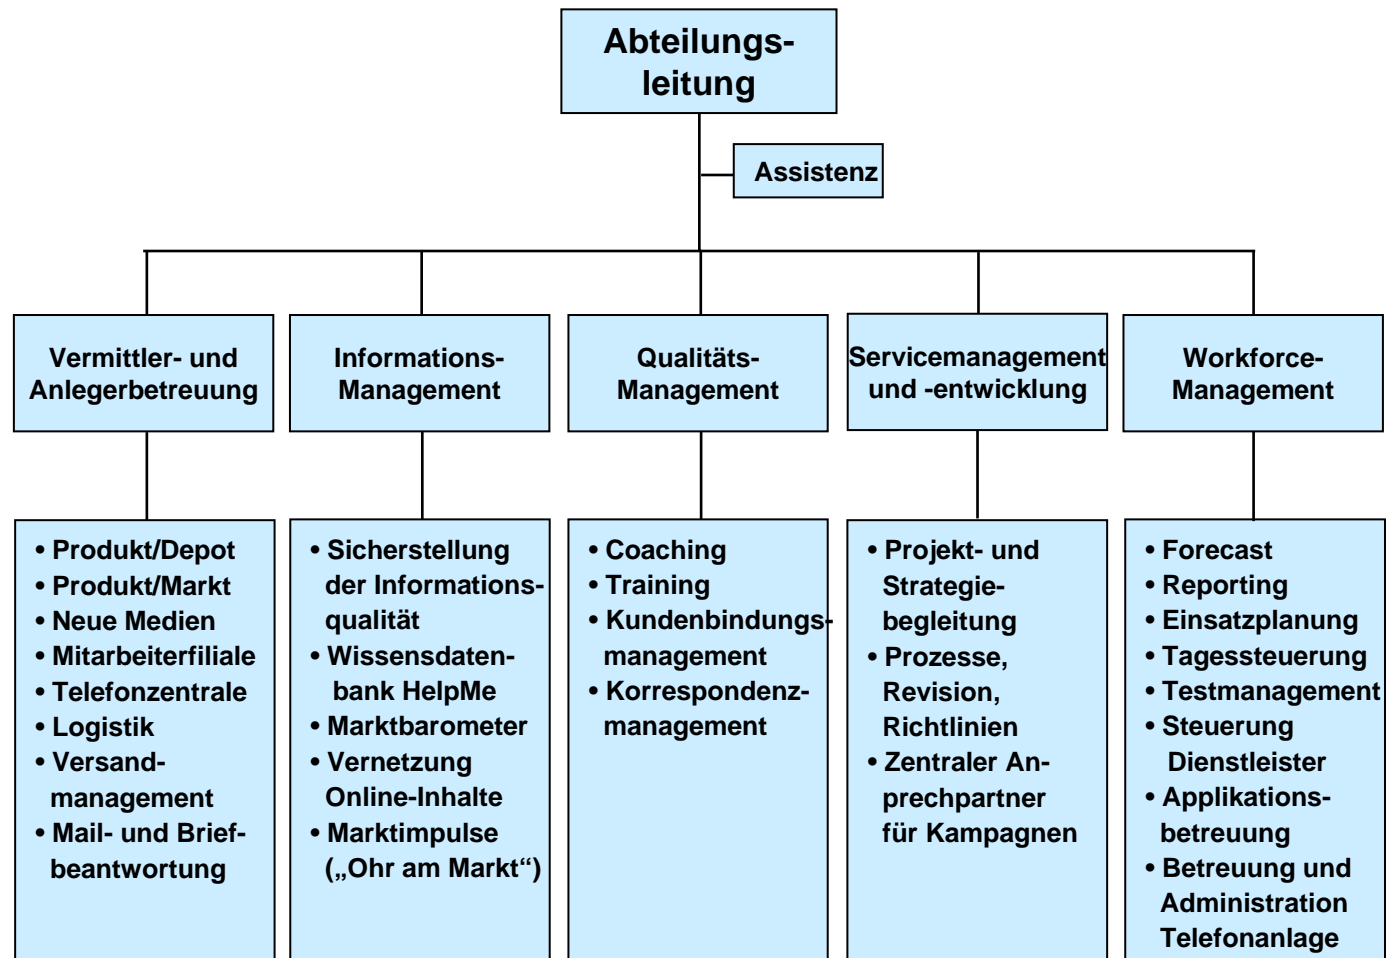 Abteilungs-
leitung
Assistenz
Vermittler- und
Anlegerbetreuung
Informations-
Management
Qualitäts-
Management
Servicemanagement
und -entwicklung
Workforce-
Management
• Produkt/Depot
• Produkt/Markt
• Neue Medien
• Mitarbeiterfiliale
• Telefonzentrale
• Logistik
• Versand-
management
• Mail- und Brief-
beantwortung
• Sicherstellung
der Informations-
qualität
• Wissensdaten-
bank HelpMe
• Marktbarometer
• Vernetzung
Online-Inhalte
• Marktimpulse
(„Ohr am Markt“)
• Coaching
• Training
• Kundenbindungs-
management
• Korrespondenz-
management
• Projekt- und
Strategie-
begleitung
• Prozesse,
Revision,
Richtlinien
• Zentraler An-
prechpartner
für Kampagnen
• Forecast
• Reporting
• Einsatzplanung
• Tagessteuerung
• Testmanagement
• Steuerung
Dienstleister
• Applikations-
betreuung
• Betreuung und
Administration
Telefonanlage